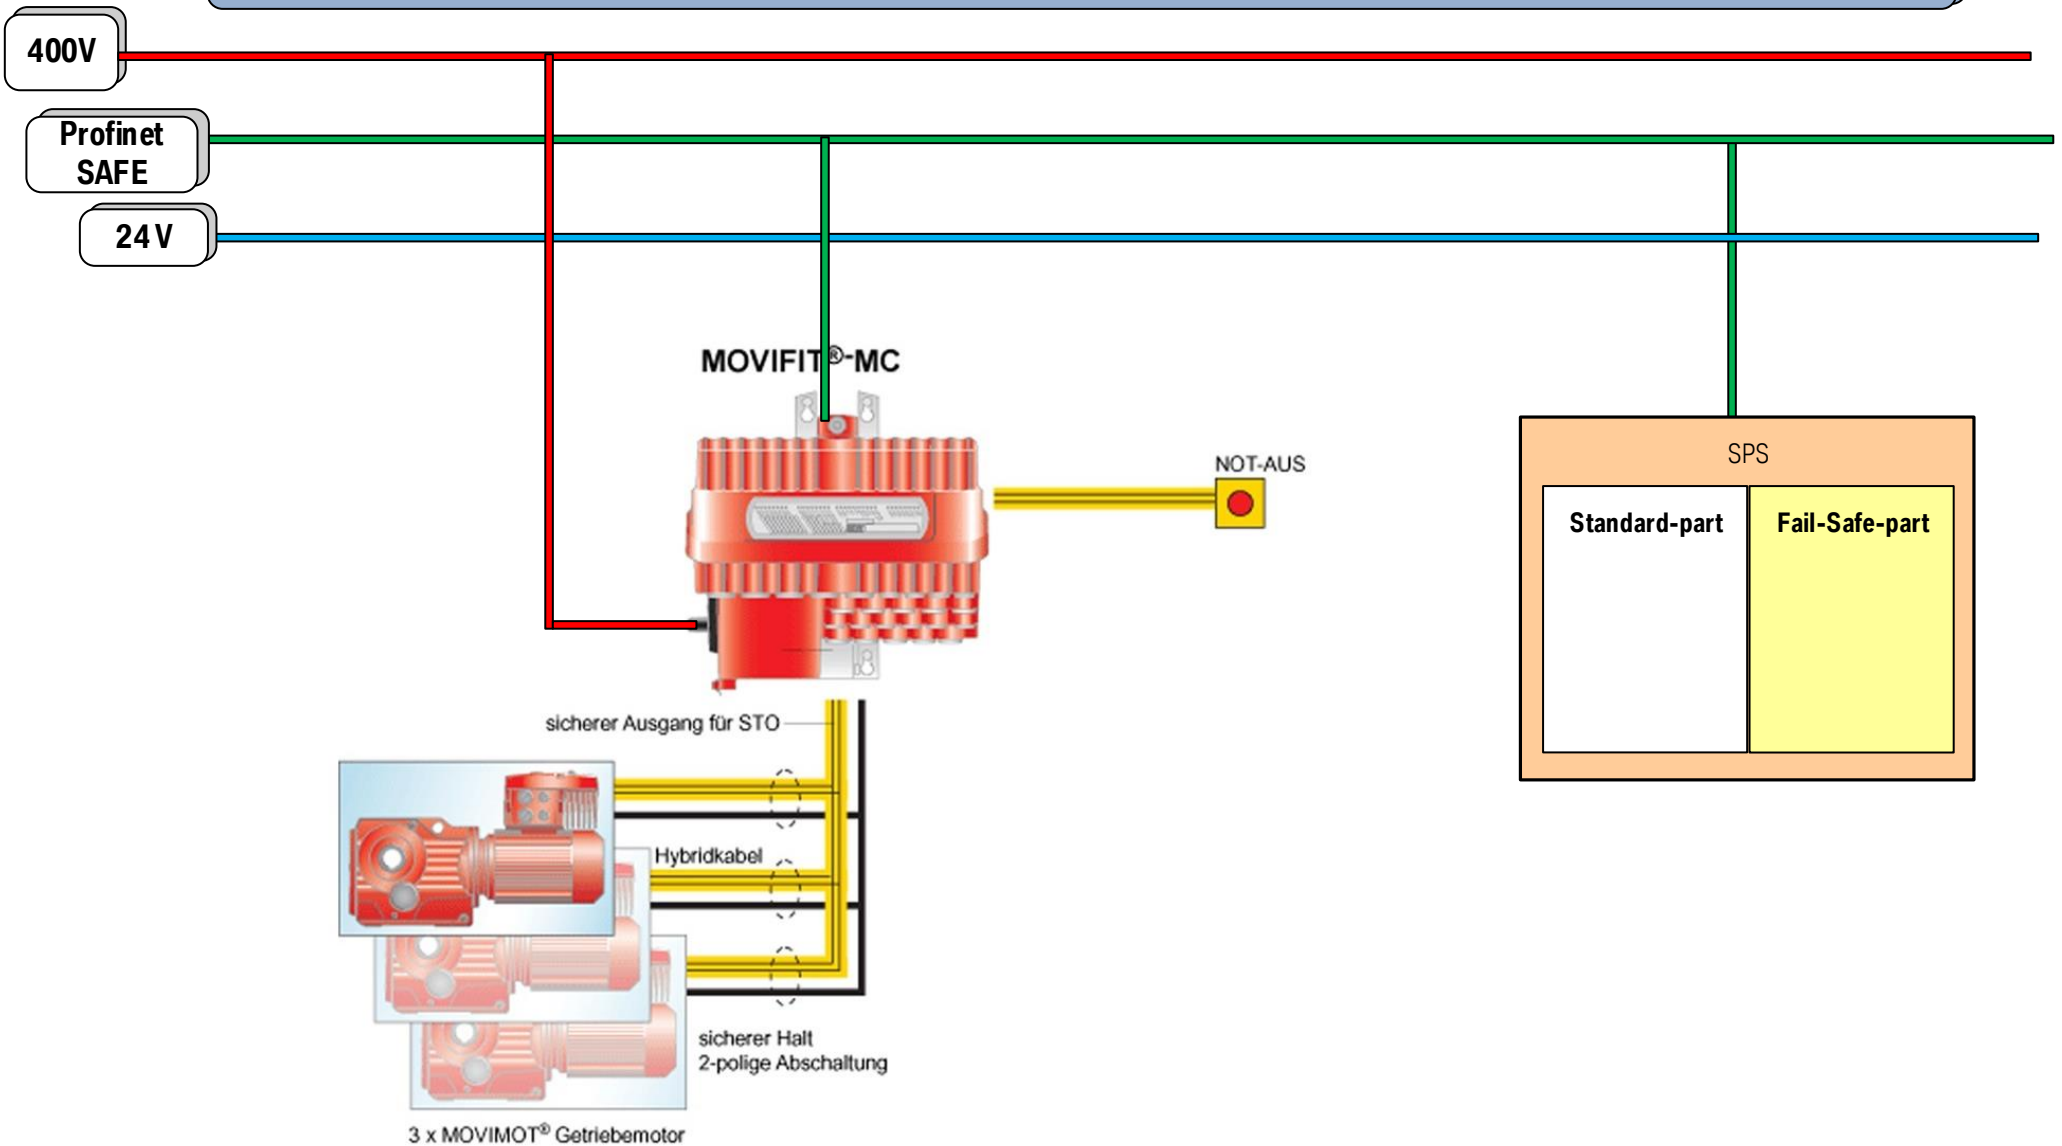 400V
Profinet
SAFE
24V
MOVIFIT®-MC
NOT-AUS
SPS
Standard-part
Fail-Safe-part
sicherer Ausgang für STO
Hybridkabel
sicherer Halt
2-polige Abschaltung
3 x MOVIMOT® Getriebemotor